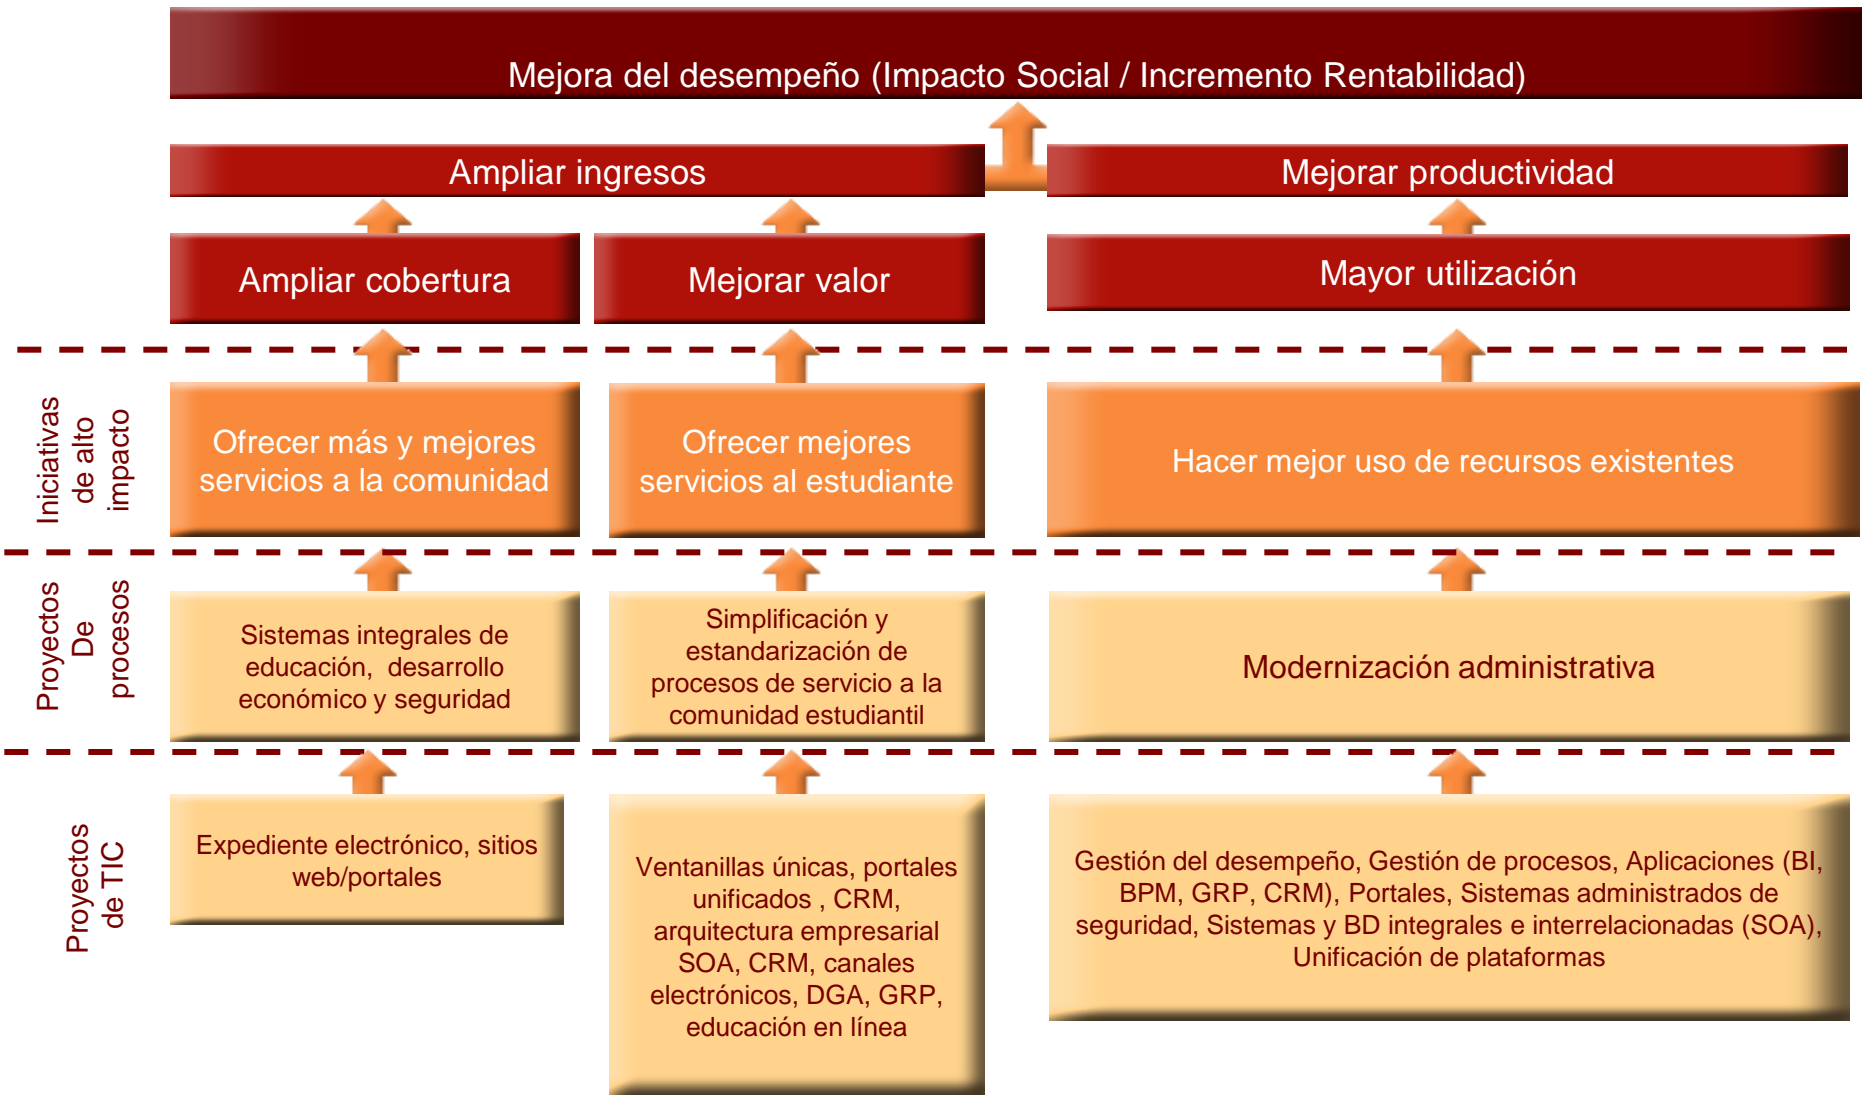 Mejora del desempeño (Impacto Social / Incremento Rentabilidad)
Ampliar ingresos
Mejorar productividad
Ampliar cobertura
Mejorar valor
Mayor utilización
Iniciativas
de alto
impacto
Ofrecer más y mejores
servicios a la comunidad
Ofrecer mejores
servicios al estudiante
Hacer mejor uso de recursos existentes
Proyectos
De
procesos
Sistemas integrales de
educación, desarrollo
económico y seguridad
Simplificación y
estandarización de
procesos de servicio a la
comunidad estudiantil
Modernización administrativa
Proyectos
de TIC
Expediente electrónico, sitios
web/portales
Ventanillas únicas, portales
unificados , CRM,
arquitectura empresarial
SOA, CRM, canales
electrónicos, DGA, GRP,
educación en línea
Gestión del desempeño, Gestión de procesos, Aplicaciones (BI,
BPM, GRP, CRM), Portales, Sistemas administrados de
seguridad, Sistemas y BD integrales e interrelacionadas (SOA),
Unificación de plataformas